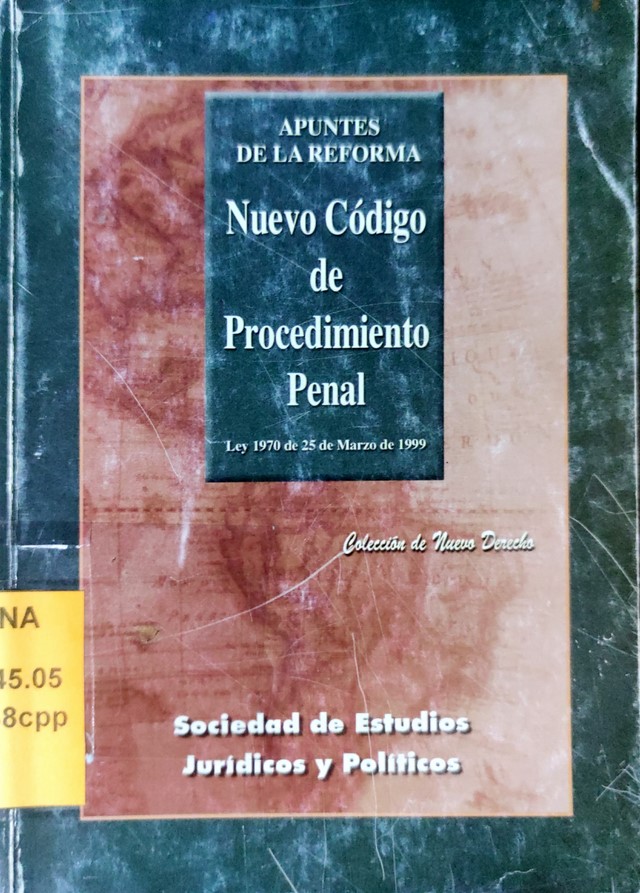 APUNTES
DE LA REFORMA
Nuevo Código
de
Procedimiento
Penal
Ley 1970 de 25 de Marzo de 1999
Colección de Nuevo Derecho
NA
45.05
8cpp
Sociedad de Estudios
Jurídicos y Políticos